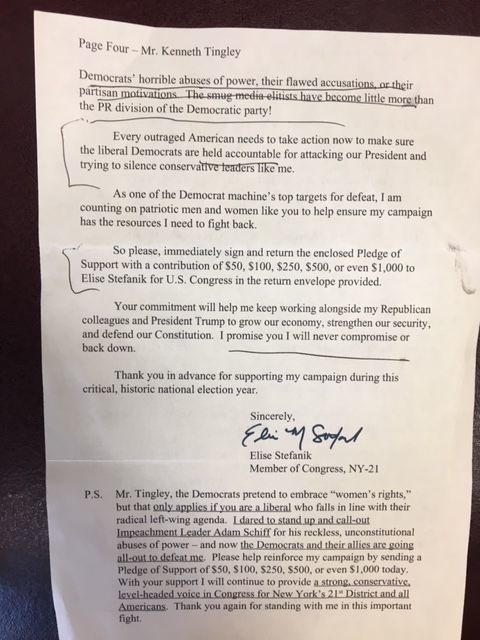 Page Four – Mr. Kenneth Tingley
Democrats' horrible abuses of power, their flawed accusations, or their
partisan motivations. The smug media elitists have become little more than
the PR division of the Democratic party!
Every outraged American needs to take action now to make sure
the liberal Democrats are held accountable for attacking our President and
trying to silence conservative leaders like me.
As one of the Democrat machine's top targets for defeat, I am
counting on patriotic men and women like you to help ensure my campaign
has the resources I need to fight back.
So please, immediately sign and return the enclosed Pledge of
Support with a contribution of $50, $100, $250, $500, or even $1,000 to
Elise Stefanik for U.S. Congress in the return envelope provided.
Your commitment will help me keep working alongside my Republican
colleagues and President Trump to grow our economy, strengthen our security,
and defend our Constitution. I promise you I will never compromise or
back down.
Thank you in advance for supporting my campaign during this
critical, historic national election year.
Sincerely,
Elise M Stefanik
Elise Stefanik
Member of Congress, NY-21
P.S. Mr. Tingley, the Democrats pretend to embrace "women's rights,"
but that only applies if you are a liberal who falls in line with their
radical left-wing agenda. I dared to stand up and call-out
Impeachment Leader Adam Schiff for his reckless, unconstitutional
abuses of power – and now the Democrats and their allies are going
all-out to defeat me. Please help reinforce my campaign by sending a
Pledge of Support of $50, $100, $250, $500, or even $1,000 today.
With your support I will continue to provide a strong, conservative,
level-headed voice in Congress for New York's 21st District and all
Americans. Thank you again for standing with me in this important
fight.